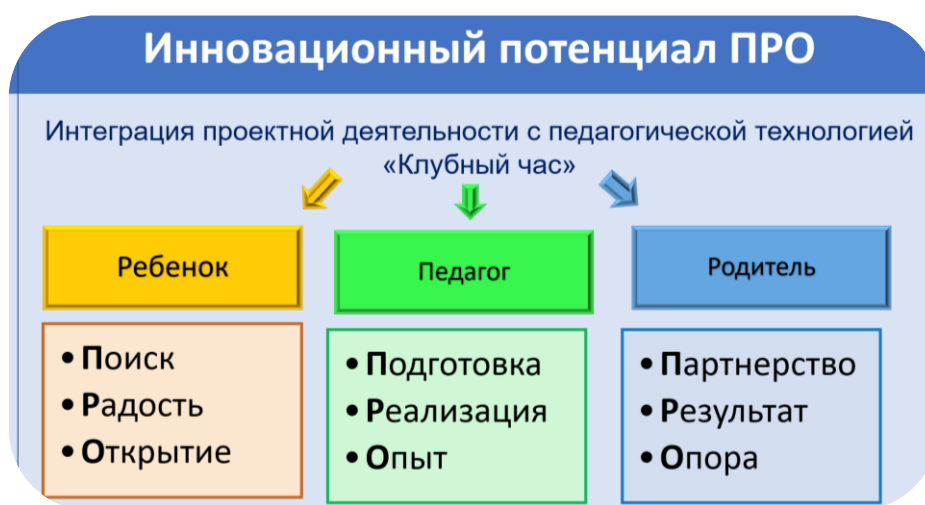 Инновационный потенциал ПРО
Интеграция проектной деятельности с педагогической технологией
«Клубный час»
Ребенок
Педагог
Родитель
• Поиск
• Радость
• Открытие
• Подготовка
• Реализация
• Опыт
• Партнерство
• Результат
• Опора